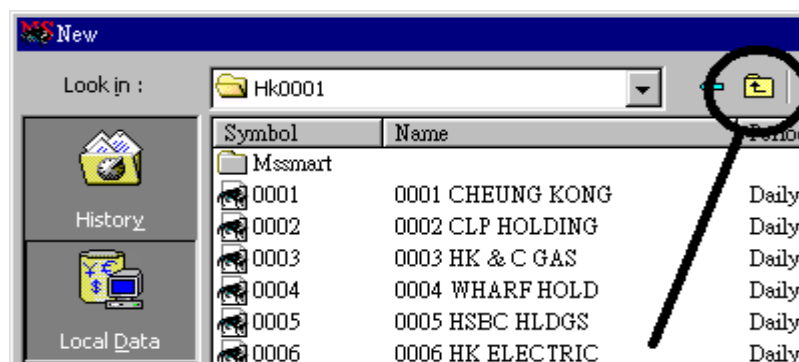 MS New
Look in : Hk0001
Symbol Name Period
Mssmart
0001 0001 CHEUNG KONG Daily
0002 0002 CLP HOLDING Daily
History
0003 0003 HK & C GAS Daily
0004 0004 WHARF HOLD Daily
0005 0005 HSBC HLDGS Daily
Local Data
0006 0006 HK ELECTRIC Daily